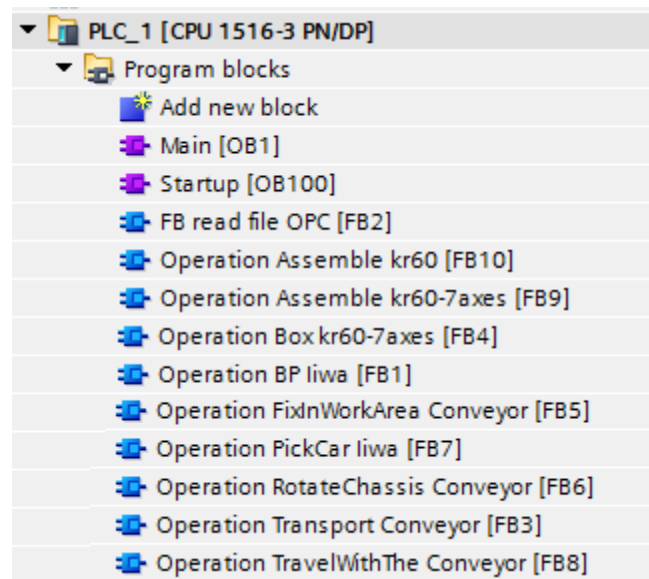 PLC_1 [CPU 1516-3 PN/DP]
Program blocks
Add new block
Main [OB1]
Startup [OB100]
FB read file OPC [FB2]
Operation Assemble kr60 [FB10]
Operation Assemble kr60-7axes [FB9]
Operation Box kr60-7axes [FB4]
Operation BP Iiwa [FB1]
Operation FixInWorkArea Conveyor [FB5]
Operation PickCar Iiwa [FB7]
Operation RotateChassis Conveyor [FB6]
Operation Transport Conveyor [FB3]
Operation TravelWithThe Conveyor [FB8]